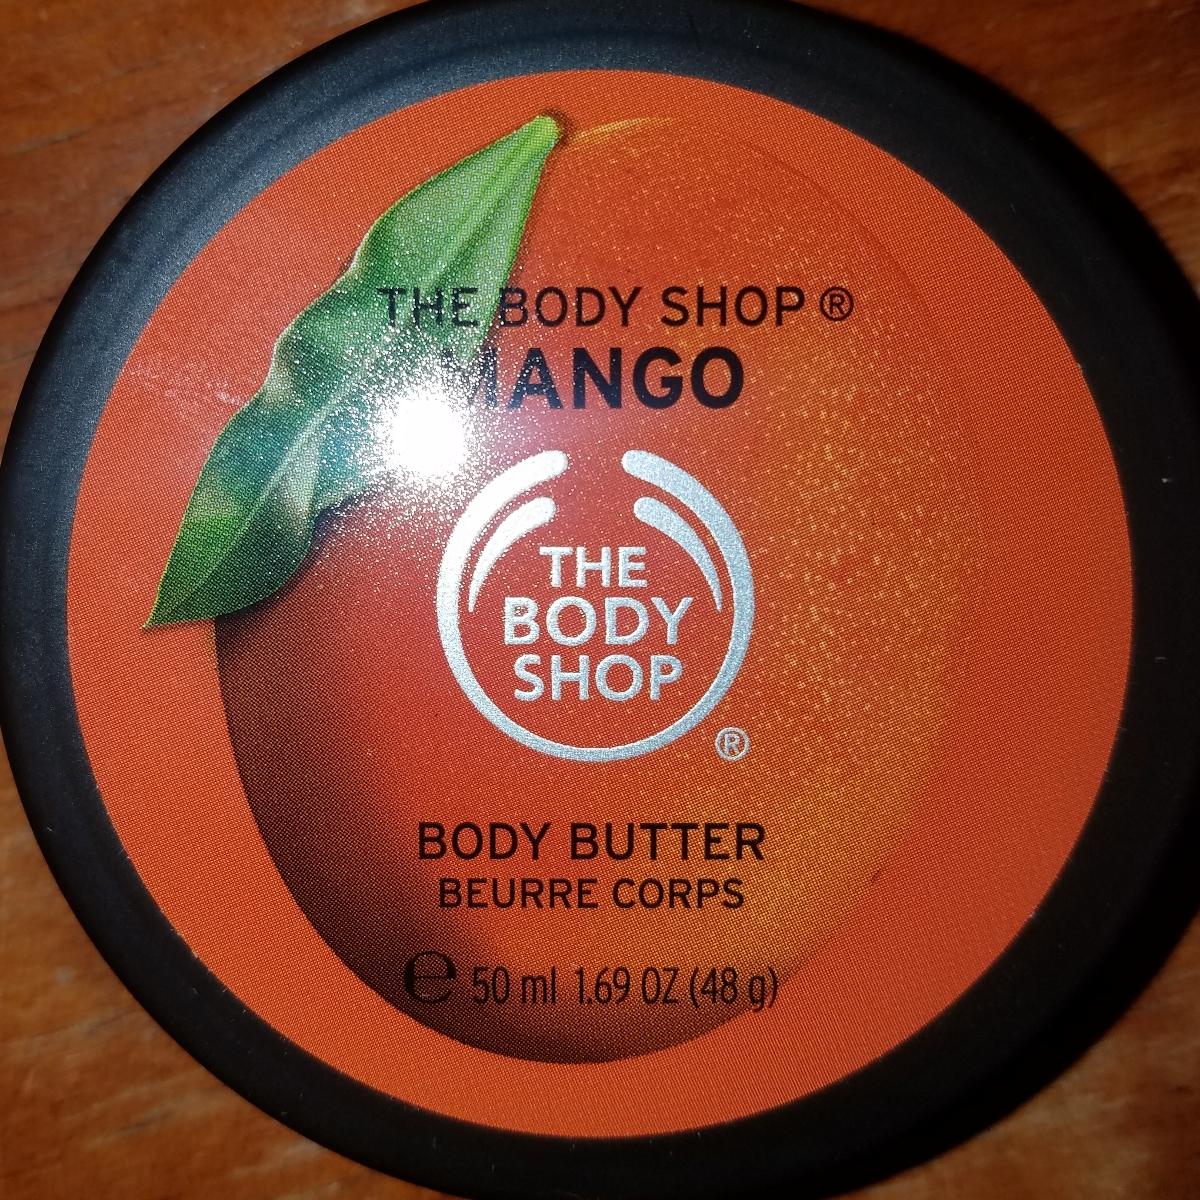 THE BODY SHOP ®
MANGO
THE
BODY
SHOP
®
BODY BUTTER
BEURRE CORPS
e 50 ml 1.69 OZ (48 g)